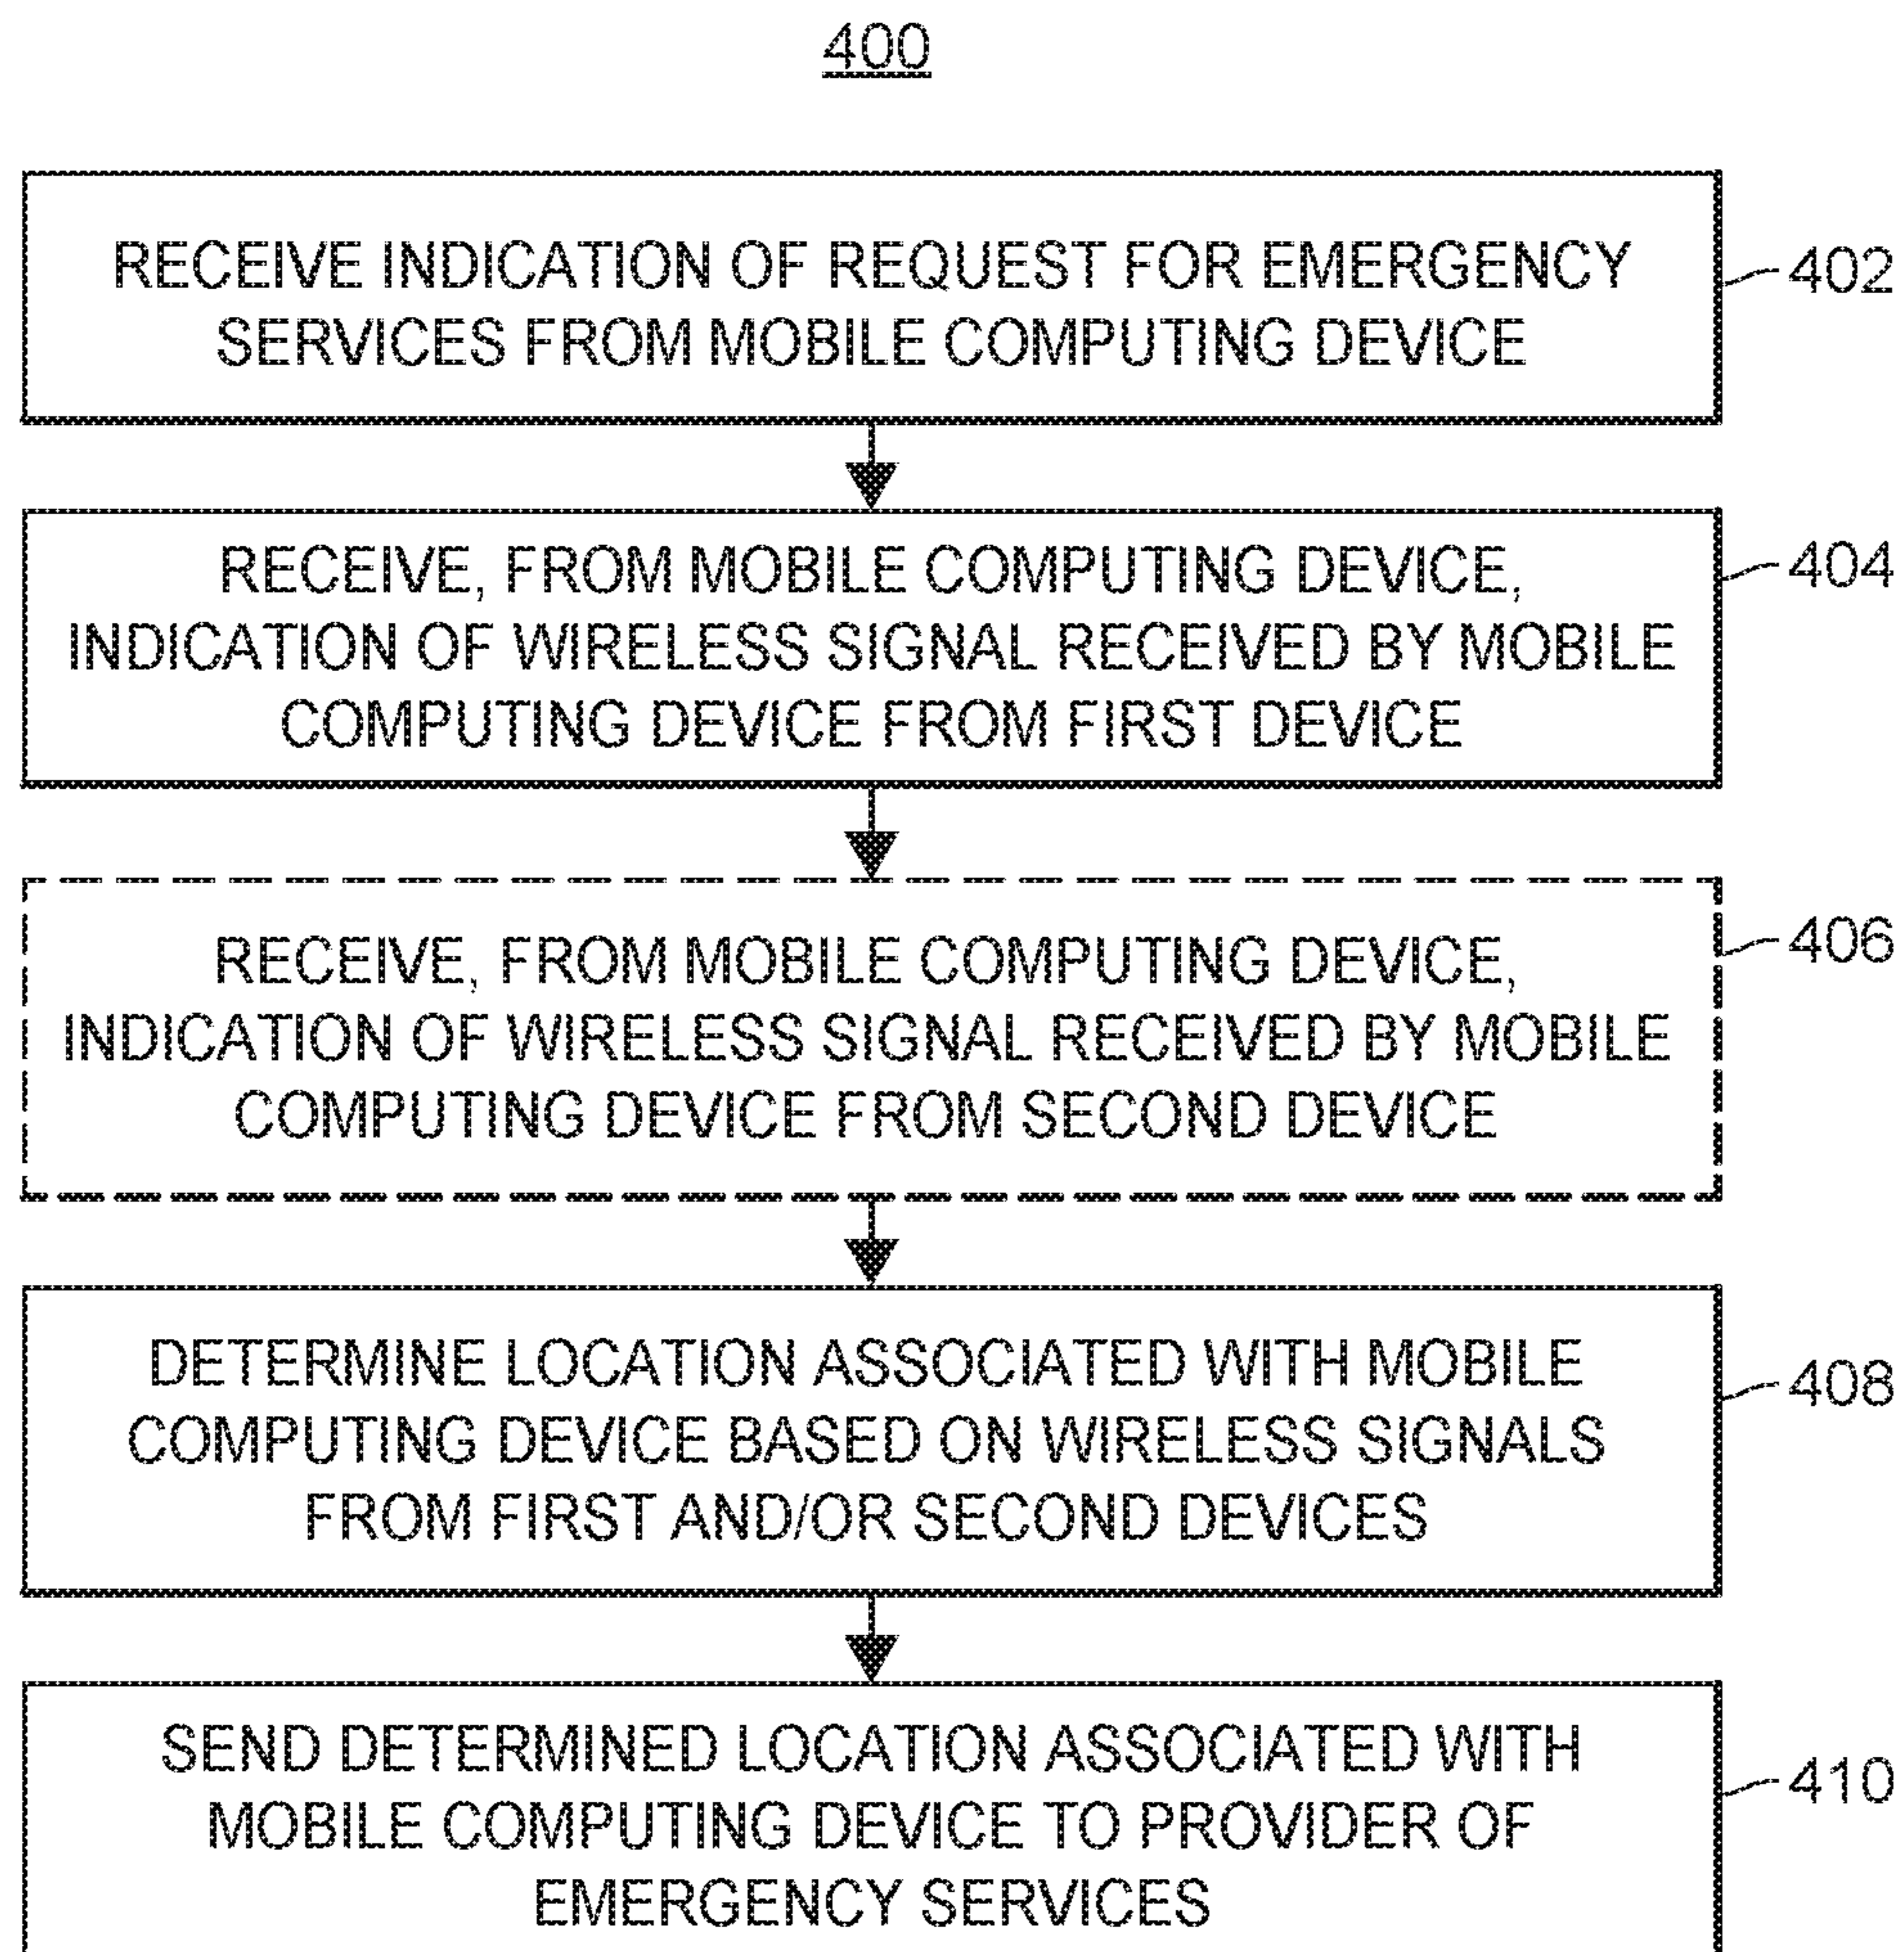 400
RECEIVE INDICATION OF REQUEST FOR EMERGENCY
SERVICES FROM MOBILE COMPUTING DEVICE
402
RECEIVE, FROM MOBILE COMPUTING DEVICE,
INDICATION OF WIRELESS SIGNAL RECEIVED BY MOBILE
COMPUTING DEVICE FROM FIRST DEVICE
404
RECEIVE, FROM MOBILE COMPUTING DEVICE,
INDICATION OF WIRELESS SIGNAL RECEIVED BY MOBILE
COMPUTING DEVICE FROM SECOND DEVICE
406
DETERMINE LOCATION ASSOCIATED WITH MOBILE
COMPUTING DEVICE BASED ON WIRELESS SIGNALS
FROM FIRST AND/OR SECOND DEVICES
408
SEND DETERMINED LOCATION ASSOCIATED WITH
MOBILE COMPUTING DEVICE TO PROVIDER OF
EMERGENCY SERVICES
410